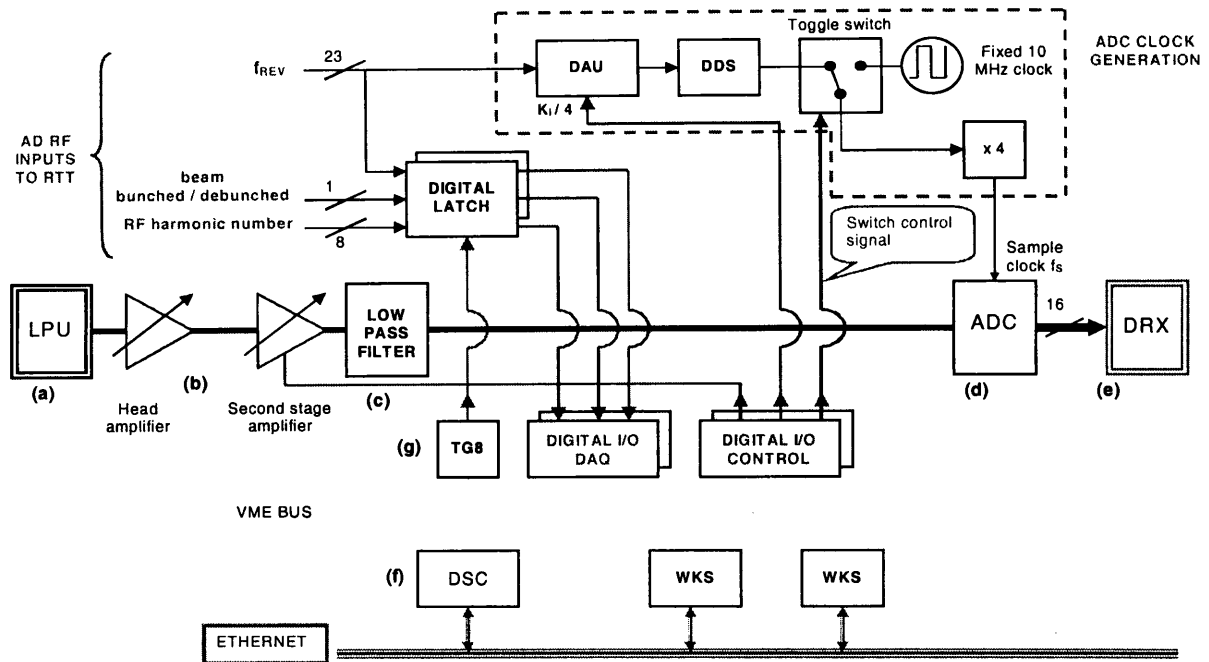 Toggle switch
ADC CLOCK
GENERATION
Fixed 10
MHz clock
23
fREV
DAU
DDS
KI / 4
AD RF
INPUTS
TO RTT
x 4
beam
bunched / debunched
1
RF harmonic number
8
DIGITAL
LATCH
Switch control
signal
Sample
clock fs
LPU
LOW
PASS
FILTER
ADC
16
DRX
(a)
(b)
(c)
(d)
(e)
Head
amplifier
Second stage
amplifier
(g)
TG8
DIGITAL I/O
DAQ
DIGITAL I/O
CONTROL
VME BUS
(f)
DSC
WKS
WKS
ETHERNET